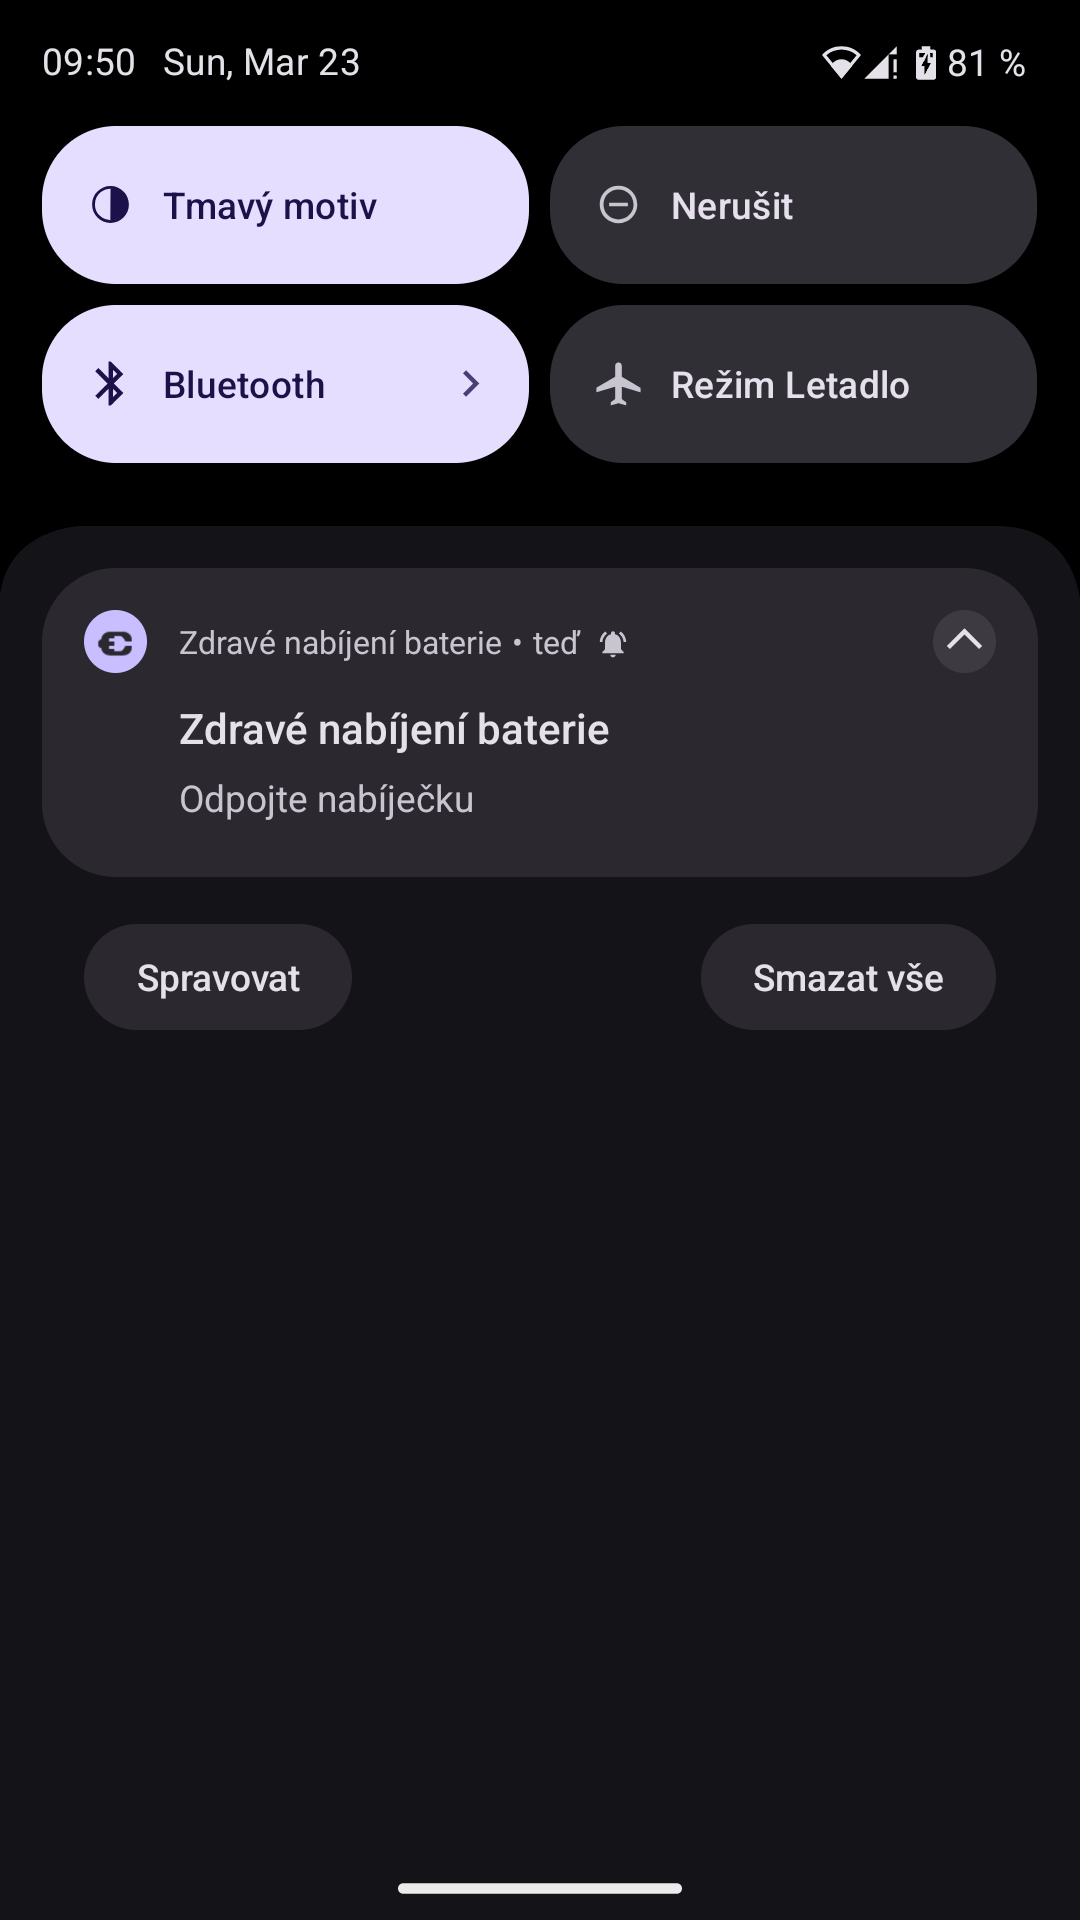 09:50 Sun, Mar 23 81 %
Tmavý motiv Nerušit
Bluetooth Režim Letadlo
Zdravé nabíjení baterie • teď
Zdravé nabíjení baterie
Odpojte nabíječku
Spravovat Smazat vše